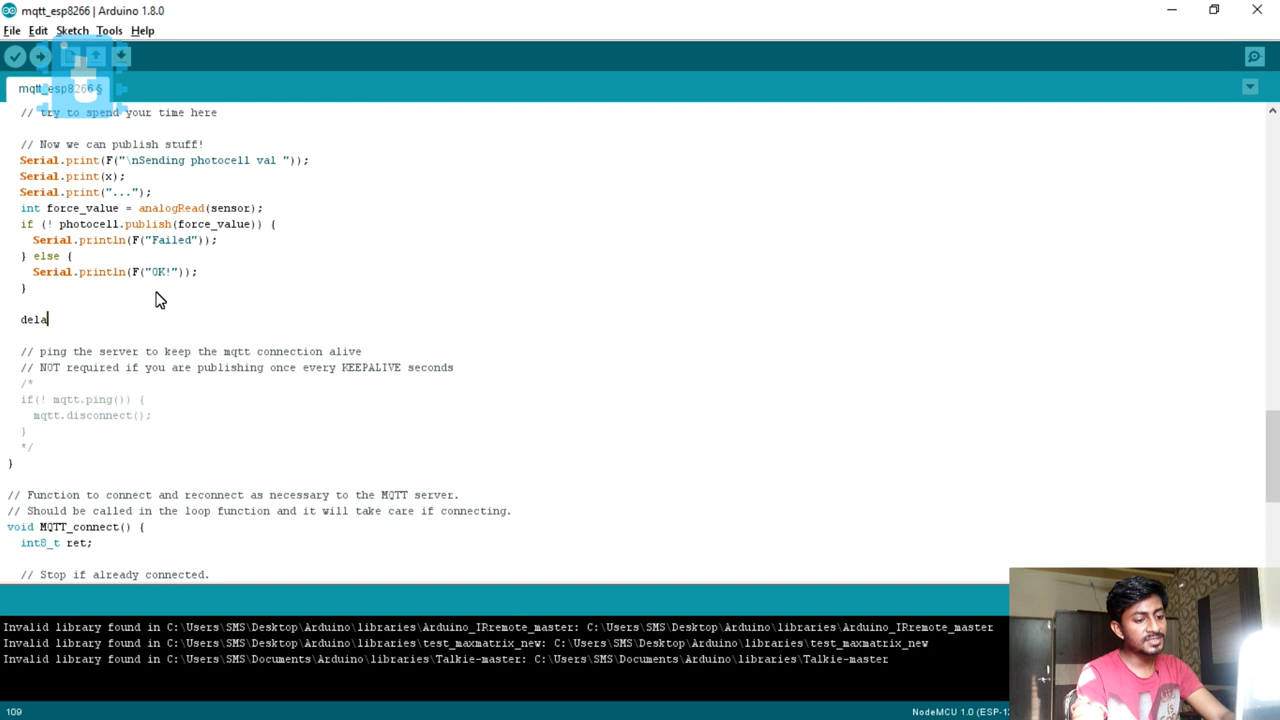 mqtt_esp8266 | Arduino 1.8.0
File Edit Sketch Tools Help
mqtt_esp8266 §
// try to spend your time here
// Now we can publish stuff!
Serial.print(F("\nSending photocell val "));
Serial.print(x);
Serial.print("...");
int force_value = analogRead(sensor);
if (! photocell.publish(force_value)) {
Serial.println(F("Failed"));
} else {
Serial.println(F("OK!"));
}
dela
// ping the server to keep the mqtt connection alive
// NOT required if you are publishing once every KEEPALIVE seconds
/*
if(! mqtt.ping()) {
mqtt.disconnect();
}
*/
}
// Function to connect and reconnect as necessary to the MQTT server.
// Should be called in the loop function and it will take care if connecting.
void MQTT_connect() {
int8_t ret;
// Stop if already connected.
Invalid library found in C:\Users\SMS\Desktop\Arduino\libraries\Arduino_IRremote_master: C:\Users\SMS\Desktop\Arduino\libraries\Arduino_IRremote_master
Invalid library found in C:\Users\SMS\Desktop\Arduino\libraries\test_maxmatrix_new: C:\Users\SMS\Desktop\Arduino\libraries\test_maxmatrix_new
Invalid library found in C:\Users\SMS\Documents\Arduino\libraries\Talkie-master: C:\Users\SMS\Documents\Arduino\libraries\Talkie-master
109
NodeMCU 1.0 (ESP-12